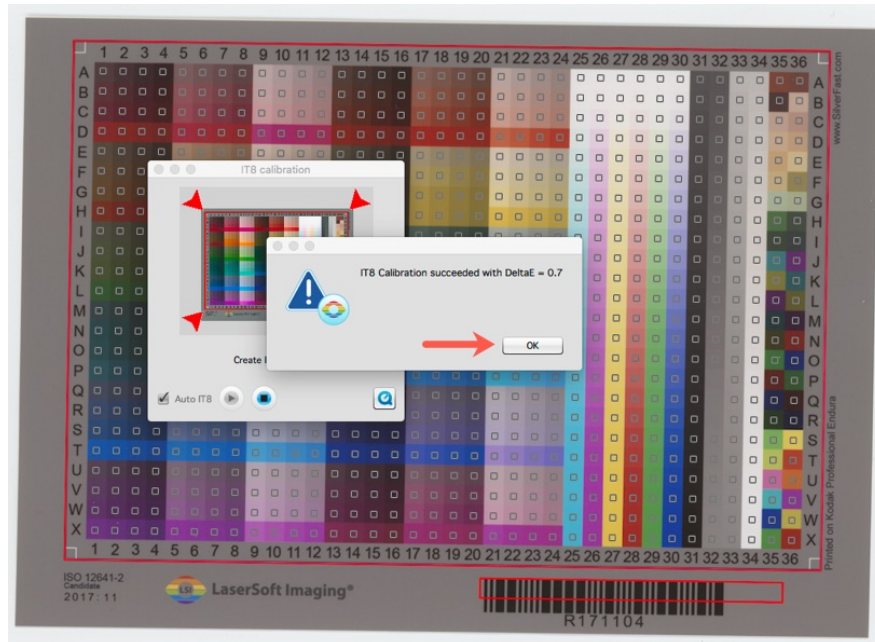 1 2 3 4 5 6 7 8 9 10 11 12 13 14 15 16 17 18 19 20 21 22 23 24 25 26 27 28 29 30 31 32 33 34 35 36
A A
B B
C C
D D
E E
F F
G G
H H
I I
J J
K K
L L
M M
N N
O O
P P
Q Q
R R
S S
T T
U U
V V
W W
X X
1 2 3 4 5 6 7 8 9 10 11 12 13 14 15 16 17 18 19 20 21 22 23 24 25 26 27 28 29 30 31 32 33 34 35 36
www.SilverFast.com
Printed on Kodak Professional Endura
IT8 calibration
IT8 Calibration succeeded with DeltaE = 0.7
OK
Create
Auto IT8
ISO 12641-2
Candidate
2017:11
LSI
LaserSoft Imaging®
R171104